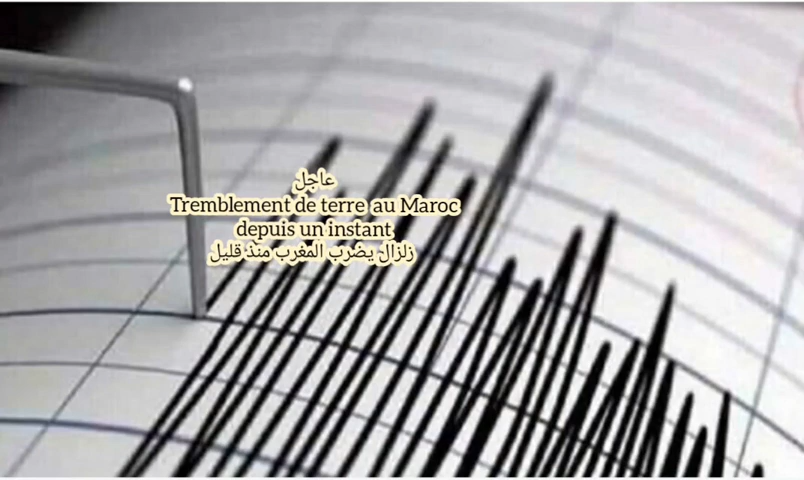 عاجل
Tremblement de terre au Maroc
depuis un instant
زلزال يضرب المغرب منذ قليل